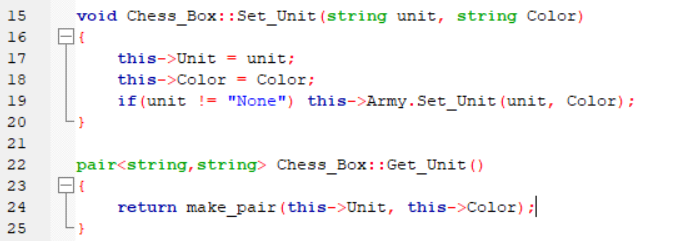 15 void Chess_Box::Set_Unit(string unit, string Color)
16 {
17 this->Unit = unit;
18 this->Color = Color;
19 if(unit != "None") this->Army.Set_Unit(unit, Color);
20 }
21
22 pair<string,string> Chess_Box::Get_Unit()
23 {
24 return make_pair(this->Unit, this->Color);
25 }